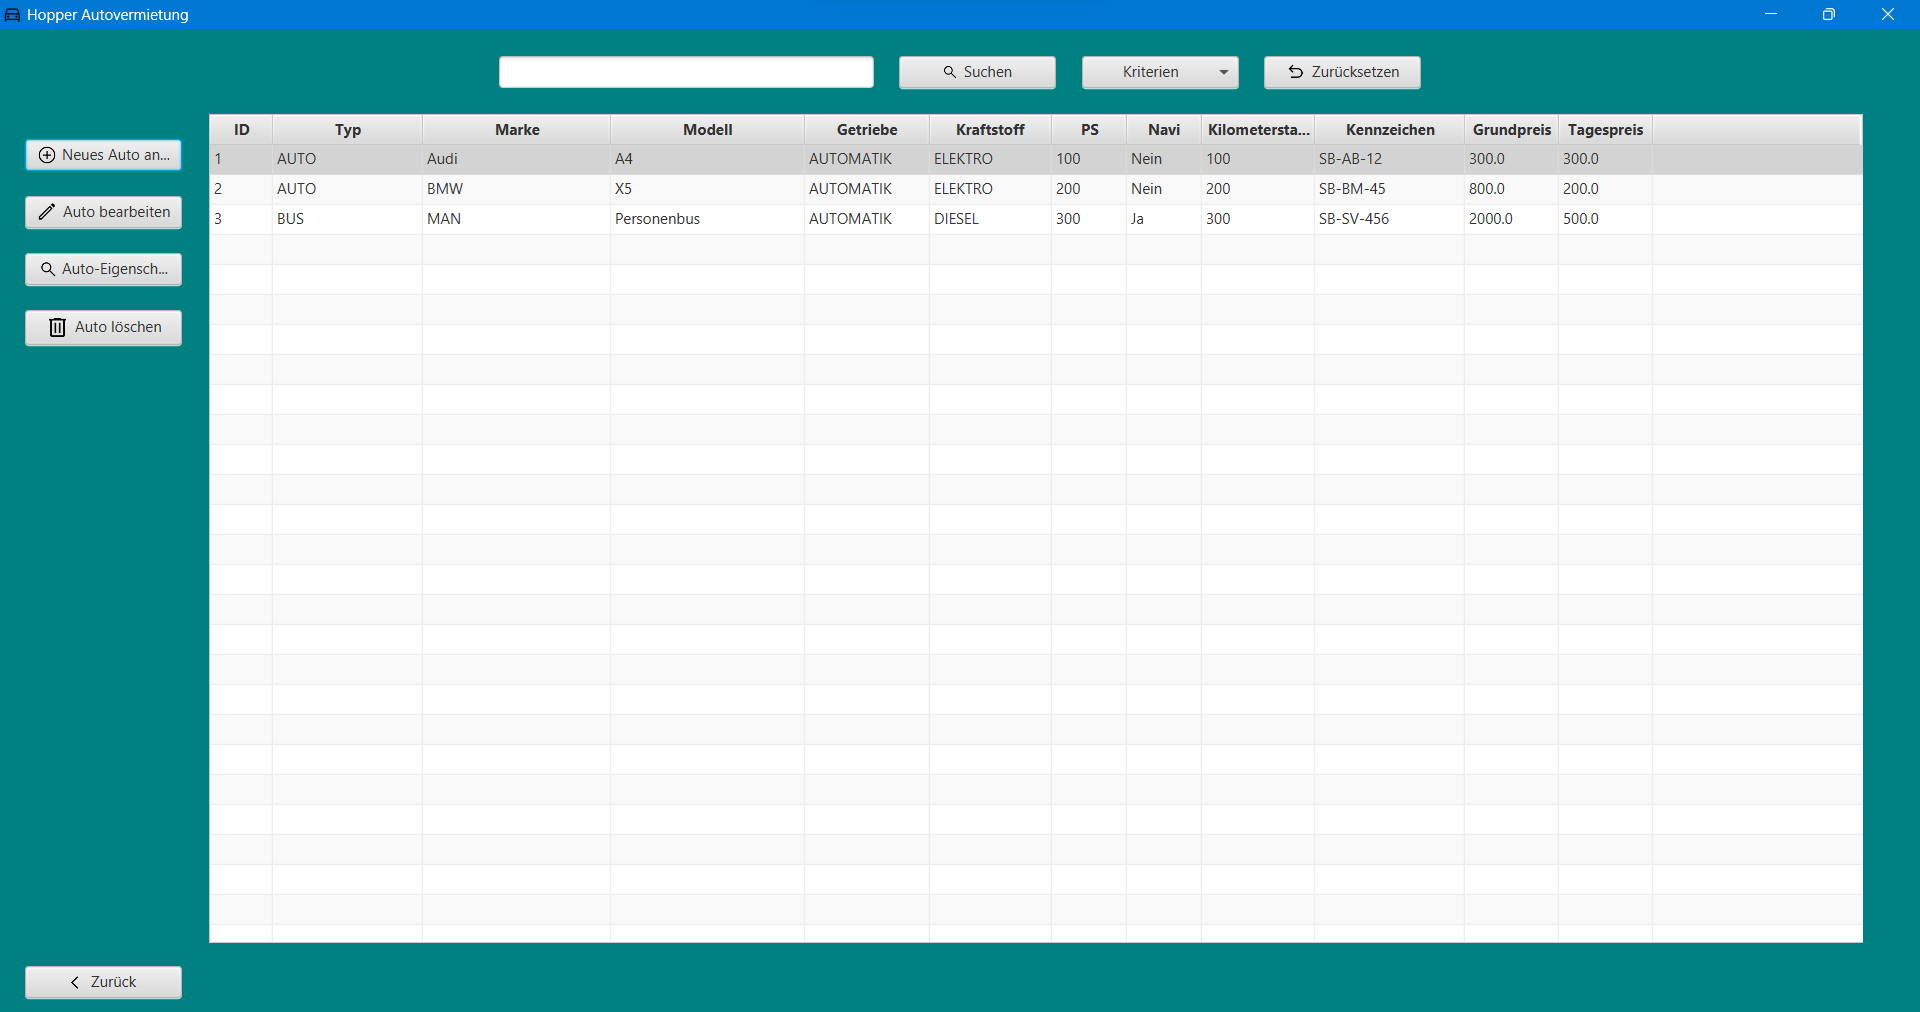 Hopper Autovermietung
Suchen Kriterien Zurücksetzen
ID Typ Marke Modell Getriebe Kraftstoff PS Navi Kilometersta... Kennzeichen Grundpreis Tagespreis
1 AUTO Audi A4 AUTOMATIK ELEKTRO 100 Nein 100 SB-AB-12 300.0 300.0
2 AUTO BMW X5 AUTOMATIK ELEKTRO 200 Nein 200 SB-BM-45 800.0 200.0
3 BUS MAN Personenbus AUTOMATIK DIESEL 300 Ja 300 SB-SV-456 2000.0 500.0
Neues Auto an...
Auto bearbeiten
Auto-Eigensch...
Auto löschen
Zurück